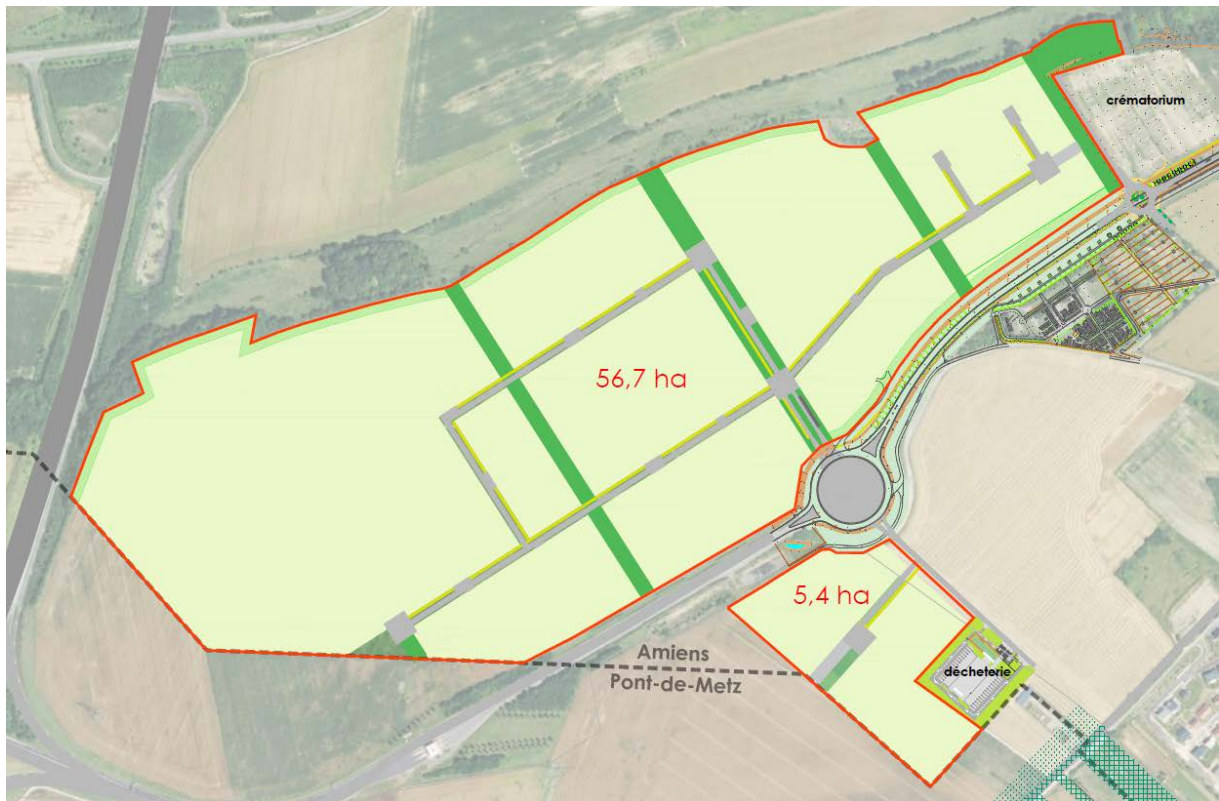 crématorium
56,7 ha
5,4 ha
Amiens
Pont-de-Metz
décheterie